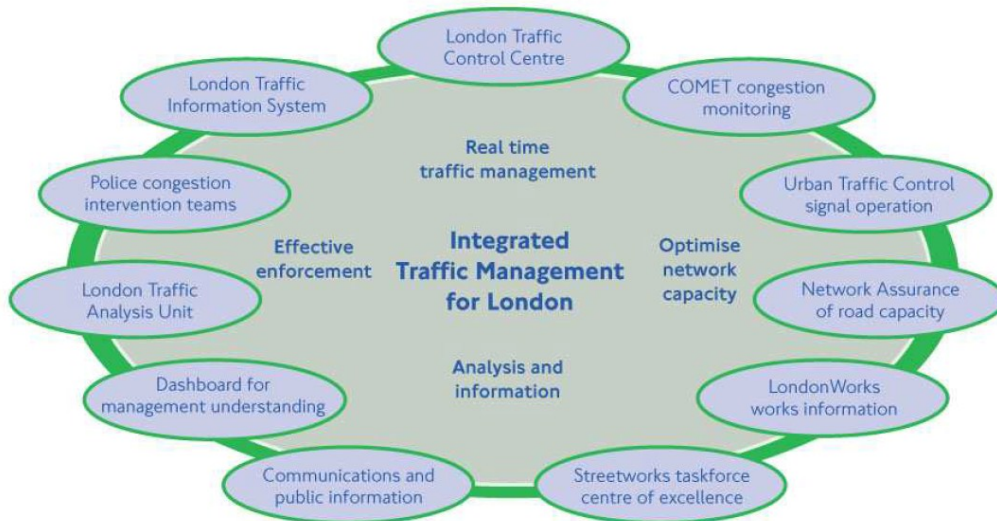 London Traffic
Control Centre
London Traffic
Information System
COMET congestion
monitoring
Real time
traffic management
Police congestion
intervention teams
Urban Traffic Control
signal operation
Effective
enforcement
Integrated
Traffic Management
for London
Optimise
network
capacity
London Traffic
Analysis Unit
Network Assurance
of road capacity
Analysis and
information
Dashboard for
management understanding
LondonWorks
works information
Communications and
public information
Streetworks taskforce
centre of excellence